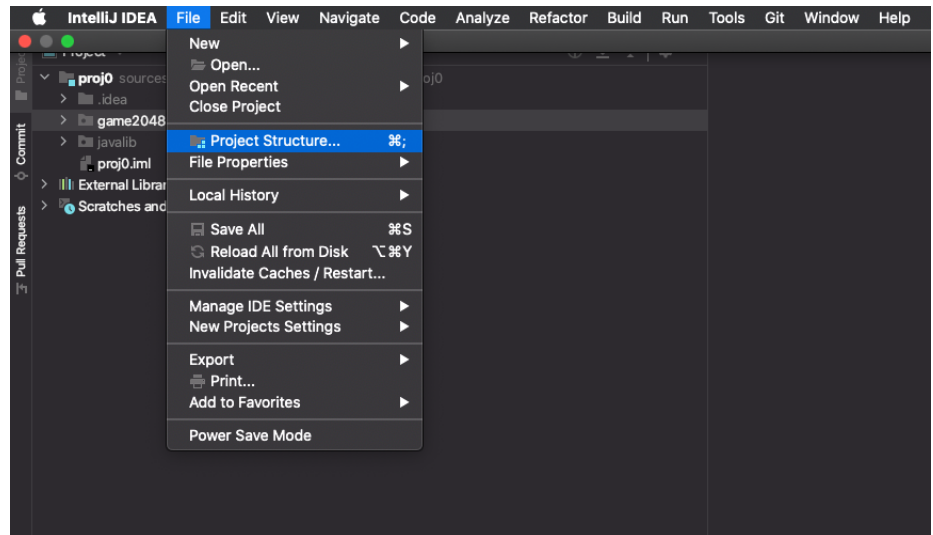 IntelliJ IDEA File Edit View Navigate Code Analyze Refactor Build Run Tools Git Window Help
New
Open...
Open Recent
Close Project
Project Structure... ⌘;
File Properties
Local History
Save All ⌘S
Reload All from Disk ⌥⌘Y
Invalidate Caches / Restart...
Manage IDE Settings
New Projects Settings
Export
Print...
Add to Favorites
Power Save Mode
Project
proj0 sources oj0
.idea
game2048
javalib
proj0.iml
External Librar
Scratches and
Commit
Pull Requests